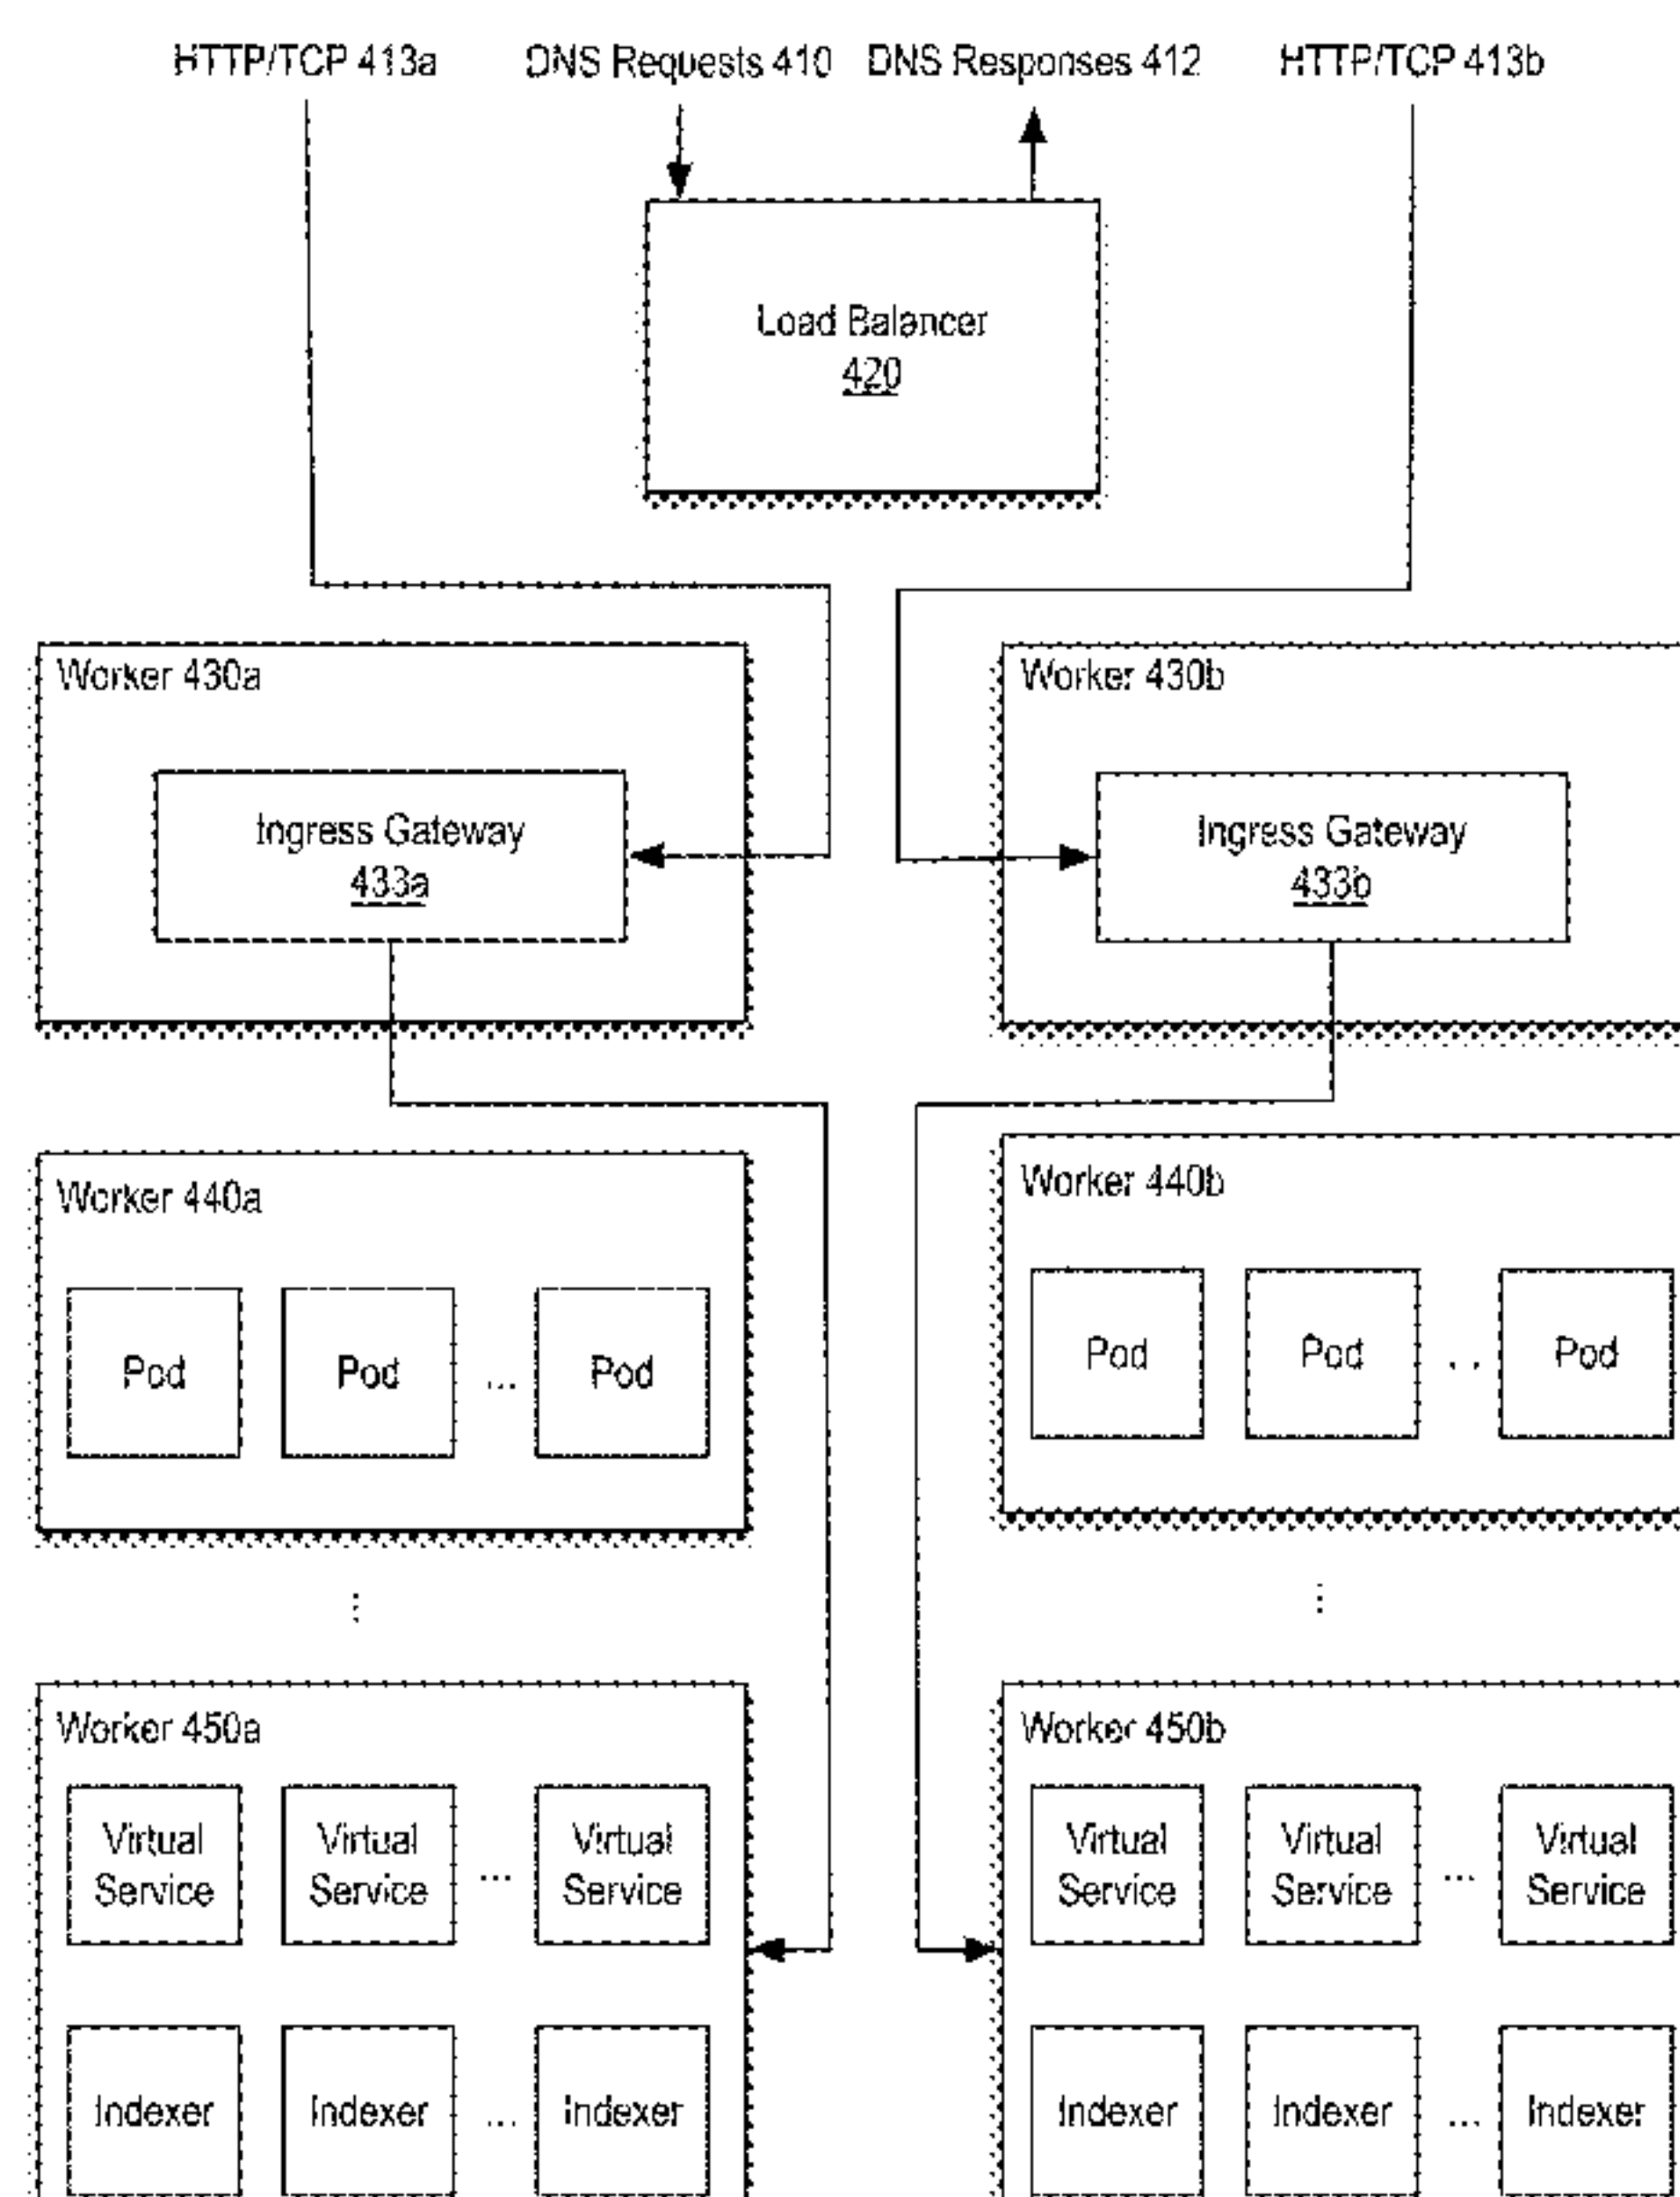 HTTP/TCP 413a DNS Requests 410 DNS Responses 412 HTTP/TCP 413b
Load Balancer
420
Worker 430a
Ingress Gateway
433a
Worker 430b
Ingress Gateway
433b
Worker 440a
Pod Pod ... Pod
Worker 440b
Pod Pod . . Pod
Worker 450a
Virtual Service
Virtual Service
...
Virtual Service
Indexer Indexer ... Indexer
Worker 450b
Virtual Service
Virtual Service
...
Virtual Service
Indexer Indexer ... Indexer